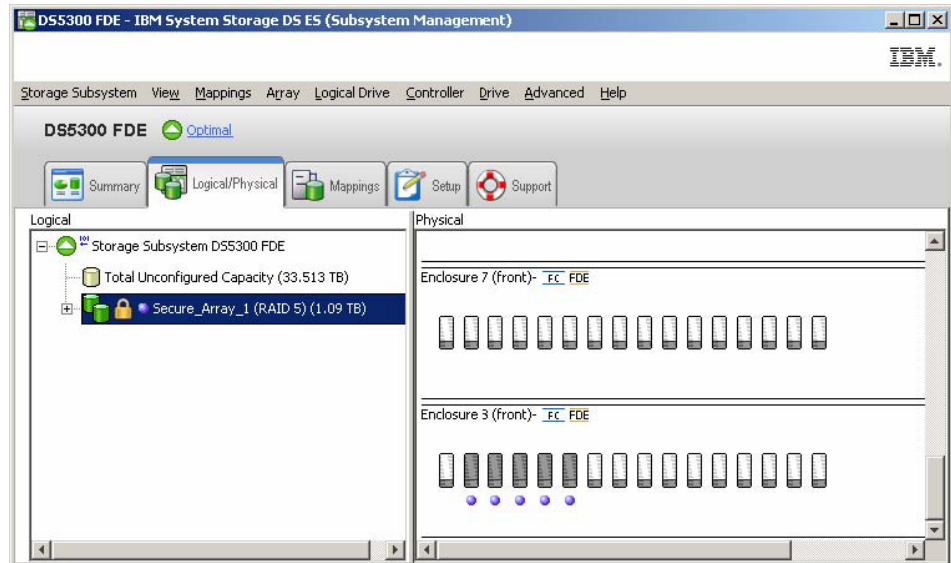 DS5300 FDE - IBM System Storage DS ES (Subsystem Management)
IBM.
Storage Subsystem View Mappings Array Logical Drive Controller Drive Advanced Help
DS5300 FDE Optimal
Summary Logical/Physical Mappings Setup Support
Logical
Storage Subsystem DS5300 FDE
Total Unconfigured Capacity (33.513 TB)
Secure_Array_1 (RAID 5) (1.09 TB)
Physical
Enclosure 7 (front)- FC FDE
Enclosure 3 (front)- FC FDE